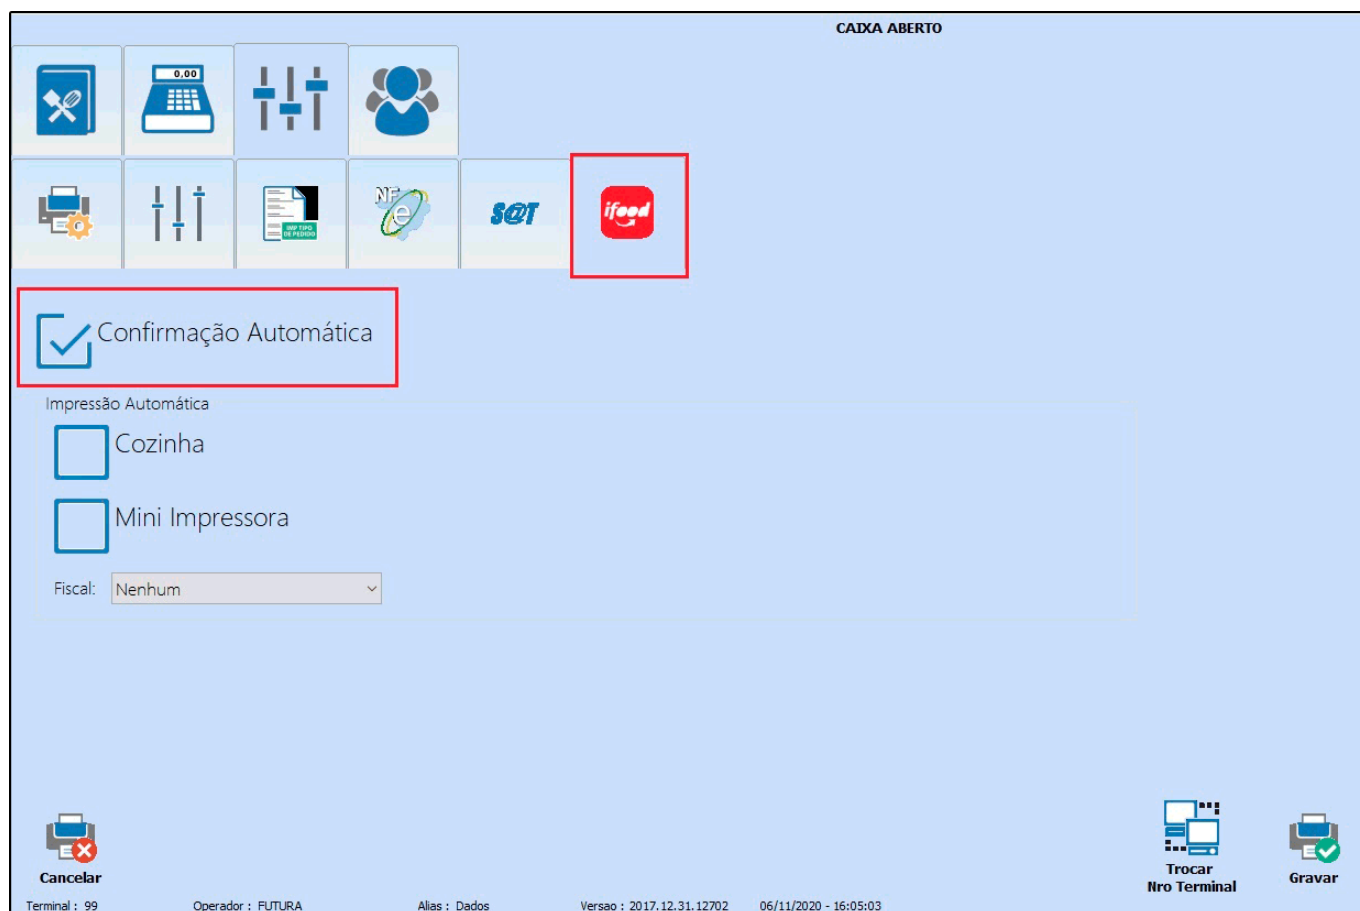 CAIXA ABERTO
0,00
IMP TIPO
DE PEDIDO
NF
e
S@T
ifood
Confirmação Automática
Impressão Automática
Cozinha
Mini Impressora
Fiscal: Nenhum
Cancelar
Trocar
Nro Terminal
Gravar
Terminal : 99 Operador : FUTURA Alias : Dados Versao : 2017.12.31.12702 06/11/2020 - 16:05:03